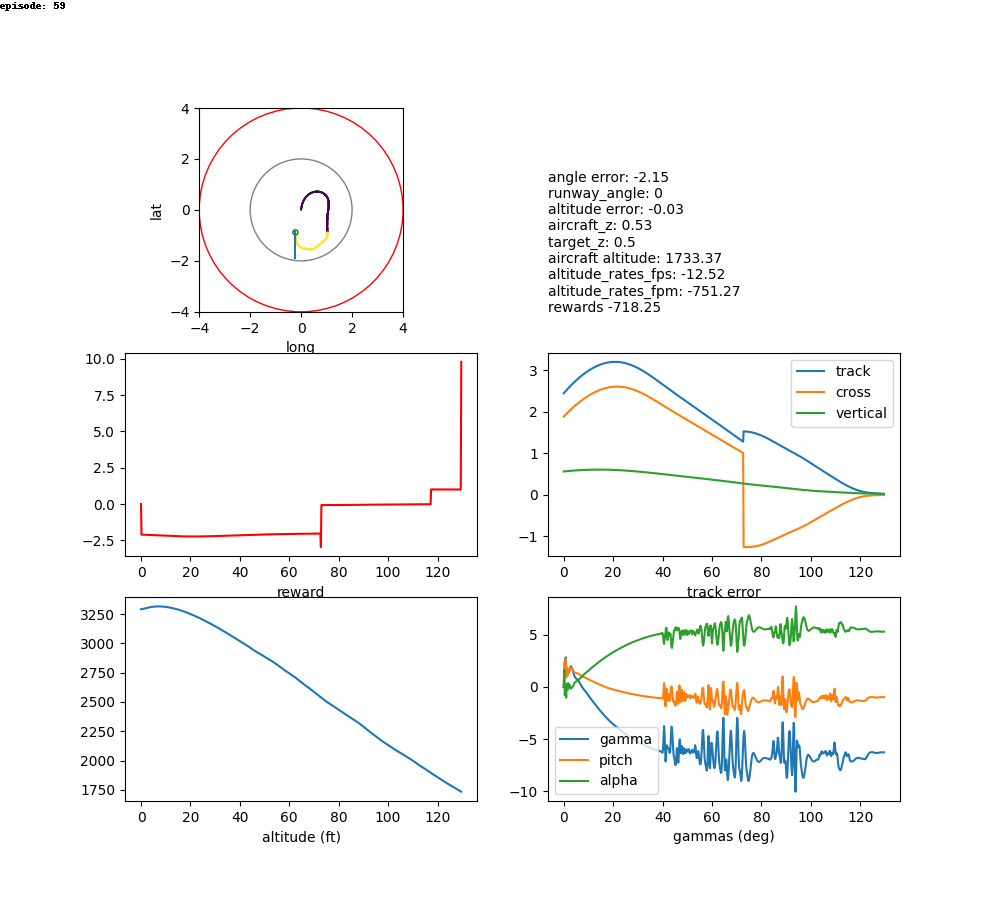 episode: 59
4
2
0
−2
−4
lat
−4 −2 0 2 4
long
angle error: -2.15
runway_angle: 0
altitude error: -0.03
aircraft_z: 0.53
target_z: 0.5
aircraft altitude: 1733.37
altitude_rates_fps: -12.52
altitude_rates_fpm: -751.27
rewards -718.25
10.0
7.5
5.0
2.5
0.0
−2.5
0 20 40 60 80 100 120
reward
3
2
1
0
−1
track
cross
vertical
0 20 40 60 80 100 120
track error
3250
3000
2750
2500
2250
2000
1750
0 20 40 60 80 100 120
altitude (ft)
5
0
−5
−10
gamma
pitch
alpha
0 20 40 60 80 100 120
gammas (deg)